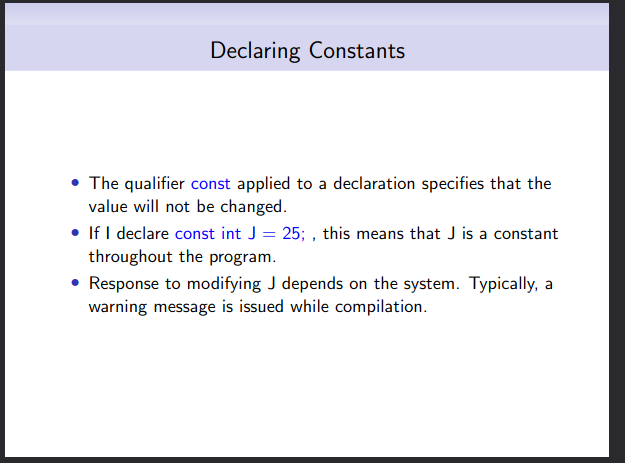 Declaring Constants
• The qualifier const applied to a declaration specifies that the
value will not be changed.
• If I declare const int J = 25; , this means that J is a constant
throughout the program.
• Response to modifying J depends on the system. Typically, a
warning message is issued while compilation.